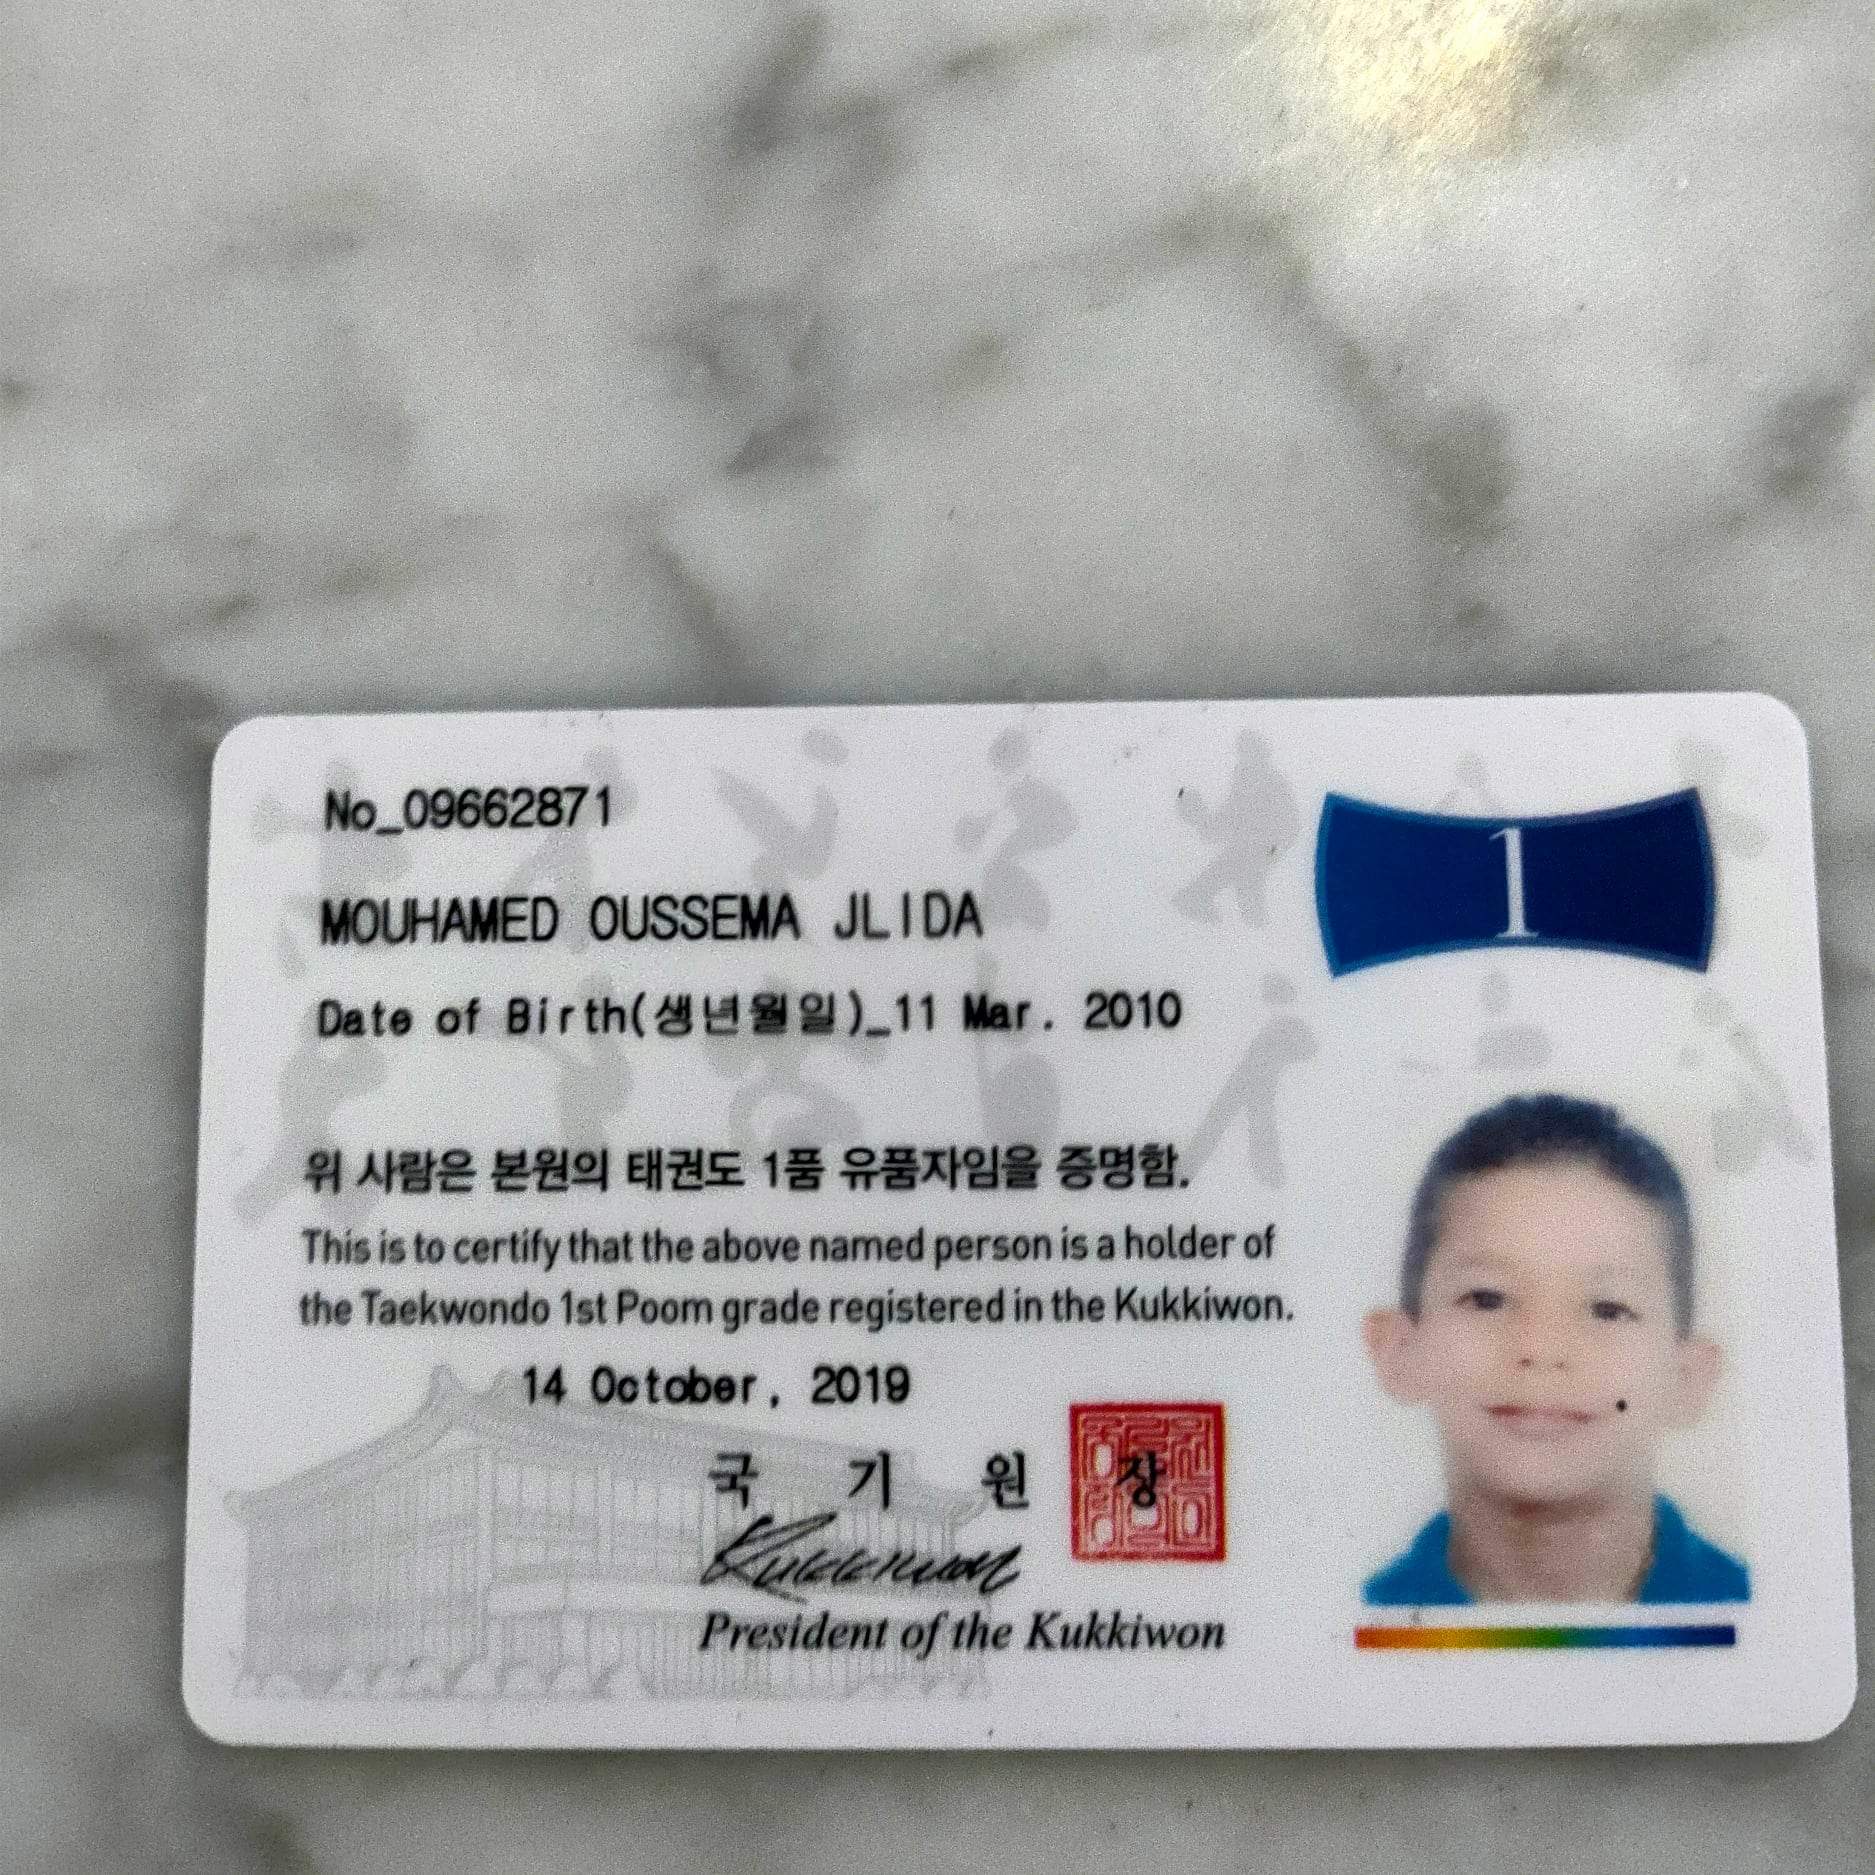 No_09662871
1
MOUHAMED OUSSEMA JLIDA
Date of Birth(생년월일)_11 Mar. 2010
위 사람은 본원의 태권도 1품 유품자임을 증명함.
This is to certify that the above named person is a holder of
the Taekwondo 1st Poom grade registered in the Kukkiwon.
14 October, 2019
국 기 원 장
Kukkiwon
President of the Kukkiwon